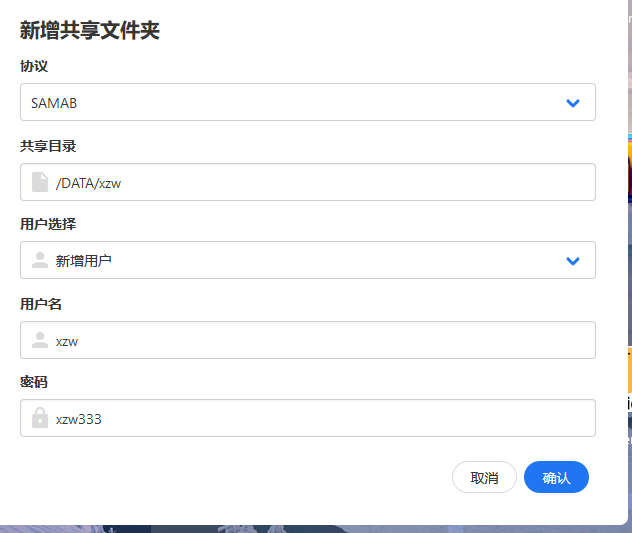 新增共享文件夹
协议
SAMAB
共享目录
/DATA/xzw
用户选择
新增用户
用户名
xzw
密码
xzw333
取消
确认